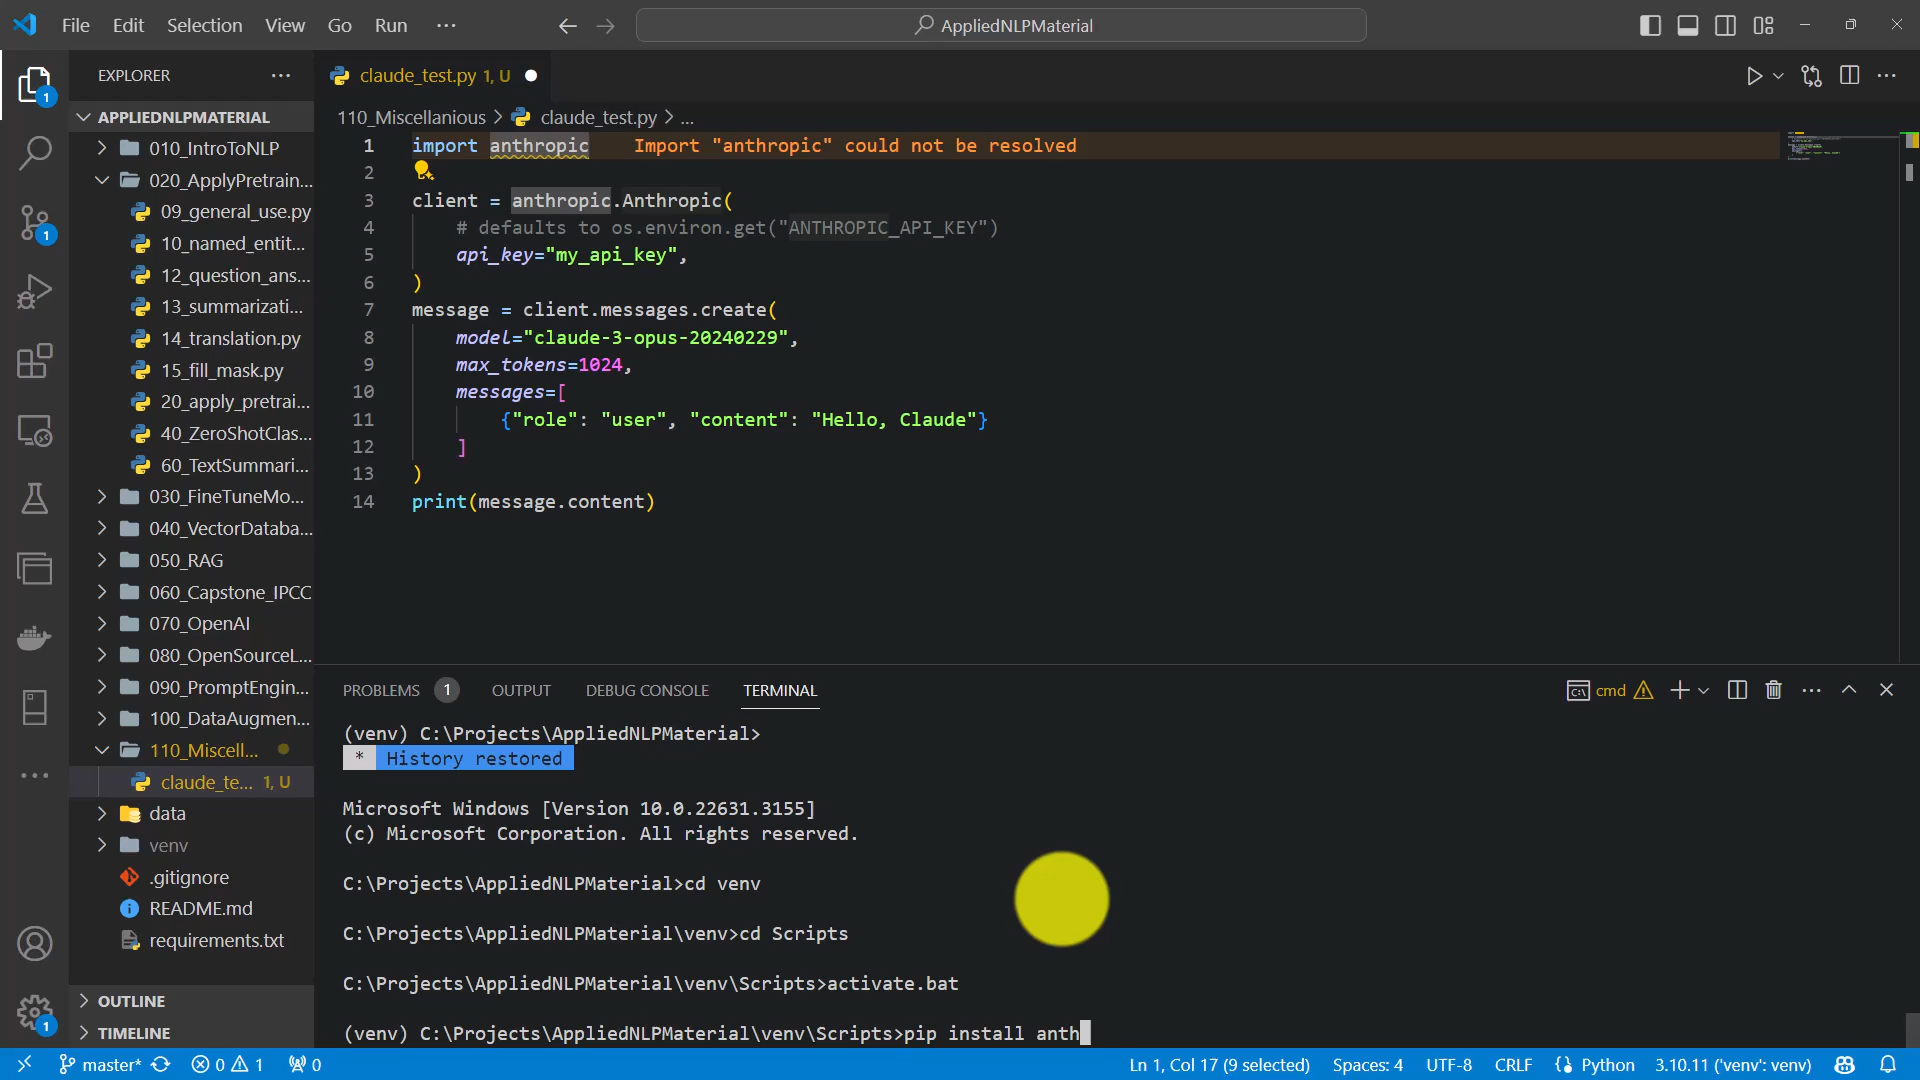 File Edit Selection View Go Run ···
AppliedNLPMaterial
EXPLORER
APPLIEDNLPMATERIAL
010_IntroToNLP
020_ApplyPretrain...
09_general_use.py
10_named_entit...
12_question_ans...
13_summarizati...
14_translation.py
15_fill_mask.py
20_apply_pretrai...
40_ZeroShotClas...
60_TextSummari...
030_FineTuneMo...
040_VectorDataba...
050_RAG
060_Capstone_IPCC
070_OpenAI
080_OpenSourceL...
090_PromptEngin...
100_DataAugmen...
110_Miscell...
claude_te... 1, U
data
venv
.gitignore
README.md
requirements.txt
OUTLINE
TIMELINE
1
1
1
claude_test.py 1, U
110_Miscellanious > claude_test.py > ...
1 import anthropic Import "anthropic" could not be resolved
2
3 client = anthropic.Anthropic(
4 # defaults to os.environ.get("ANTHROPIC_API_KEY")
5 api_key="my_api_key",
6 )
7 message = client.messages.create(
8 model="claude-3-opus-20240229",
9 max_tokens=1024,
10 messages=[
11 {"role": "user", "content": "Hello, Claude"}
12 ]
13 )
14 print(message.content)
PROBLEMS 1 OUTPUT DEBUG CONSOLE TERMINAL
cmd
(venv) C:\Projects\AppliedNLPMaterial>
* History restored
Microsoft Windows [Version 10.0.22631.3155]
(c) Microsoft Corporation. All rights reserved.
C:\Projects\AppliedNLPMaterial>cd venv
C:\Projects\AppliedNLPMaterial\venv>cd Scripts
C:\Projects\AppliedNLPMaterial\venv\Scripts>activate.bat
(venv) C:\Projects\AppliedNLPMaterial\venv\Scripts>pip install anth
master* 0 1 0 Ln 1, Col 17 (9 selected) Spaces: 4 UTF-8 CRLF {} Python 3.10.11 ('venv': venv)